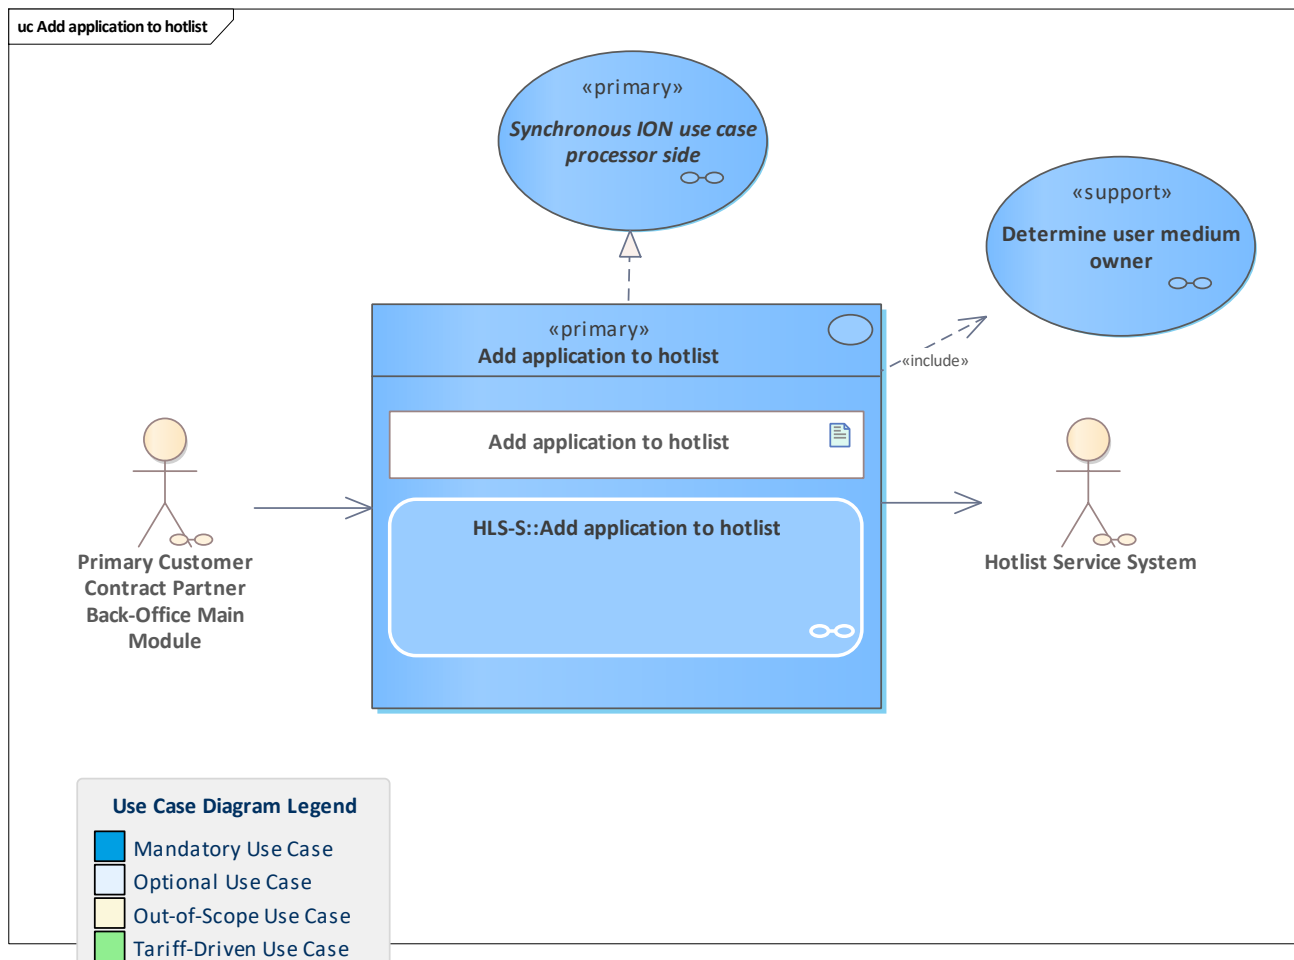 uc Add application to hotlist
«primary»
Synchronous ION use case
processor side
«support»
Determine user medium
owner
«primary»
Add application to hotlist
«include»
Add application to hotlist
HLS-S::Add application to hotlist
Primary Customer
Contract Partner
Back-Office Main
Module
Hotlist Service System
Use Case Diagram Legend
Mandatory Use Case
Optional Use Case
Out-of-Scope Use Case
Tariff-Driven Use Case